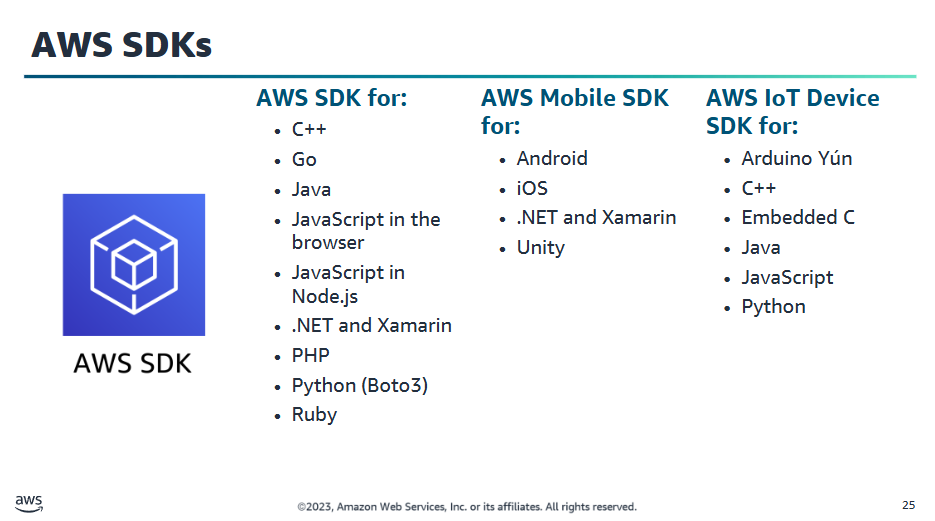 AWS SDKs
AWS SDK for:
• C++
• Go
• Java
• JavaScript in the
browser
• JavaScript in
Node.js
• .NET and Xamarin
• PHP
• Python (Boto3)
• Ruby
AWS Mobile SDK
for:
• Android
• iOS
• .NET and Xamarin
• Unity
AWS IoT Device
SDK for:
• Arduino Yún
• C++
• Embedded C
• Java
• JavaScript
• Python
AWS SDK
aws
©2023, Amazon Web Services, Inc. or its affiliates. All rights reserved.
25